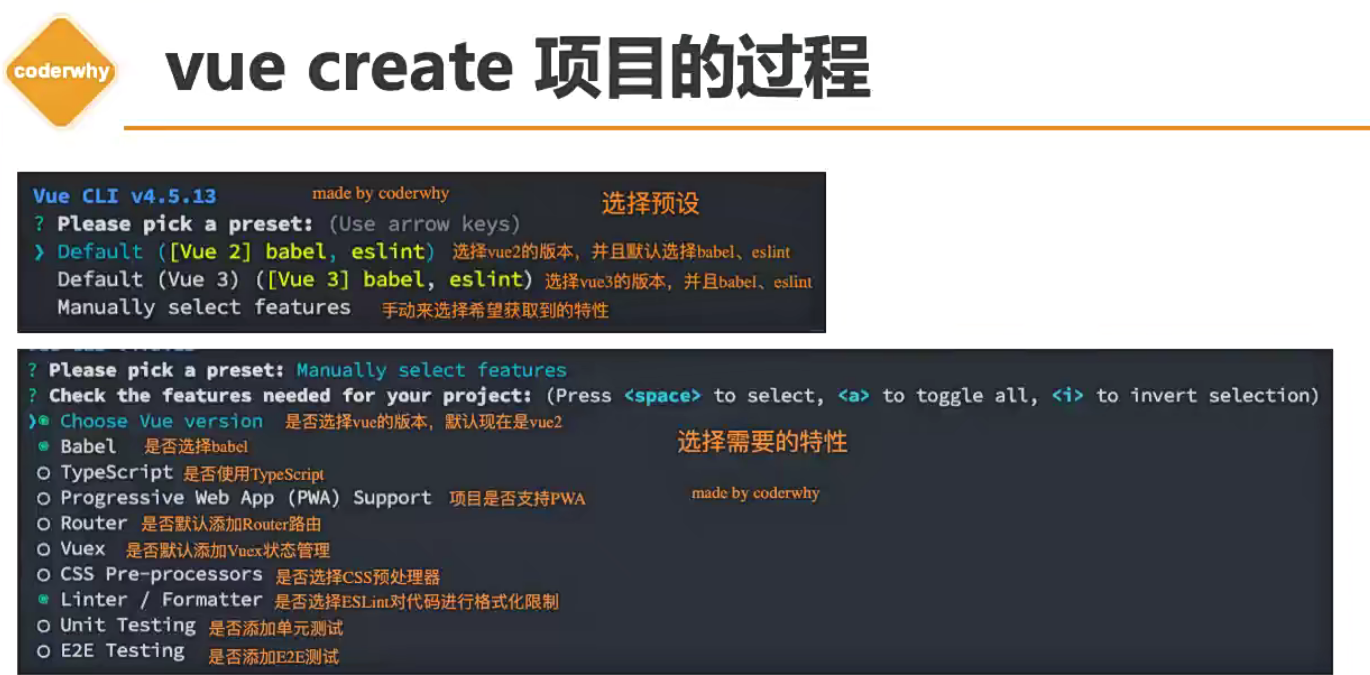 coderwhy
vue create 项目的过程
Vue CLI v4.5.13 made by coderwhy 选择预设
? Please pick a preset: (Use arrow keys)
❯ Default ([Vue 2] babel, eslint) 选择vue2的版本，并且默认选择babel、eslint
Default (Vue 3) ([Vue 3] babel, eslint) 选择vue3的版本，并且babel、eslint
Manually select features 手动来选择希望获取到的特性
? Please pick a preset: Manually select features
? Check the features needed for your project: (Press <space> to select, <a> to toggle all, <i> to invert selection)
❯◉ Choose Vue version 是否选择vue的版本，默认现在是vue2
◉ Babel 是否选择babel 选择需要的特性
○ TypeScript 是否使用TypeScript
○ Progressive Web App (PWA) Support 项目是否支持PWA made by coderwhy
○ Router 是否默认添加Router路由
○ Vuex 是否默认添加Vuex状态管理
○ CSS Pre-processors 是否选择CSS预处理器
◉ Linter / Formatter 是否选择ESLint对代码进行格式化限制
○ Unit Testing 是否添加单元测试
○ E2E Testing 是否添加E2E测试